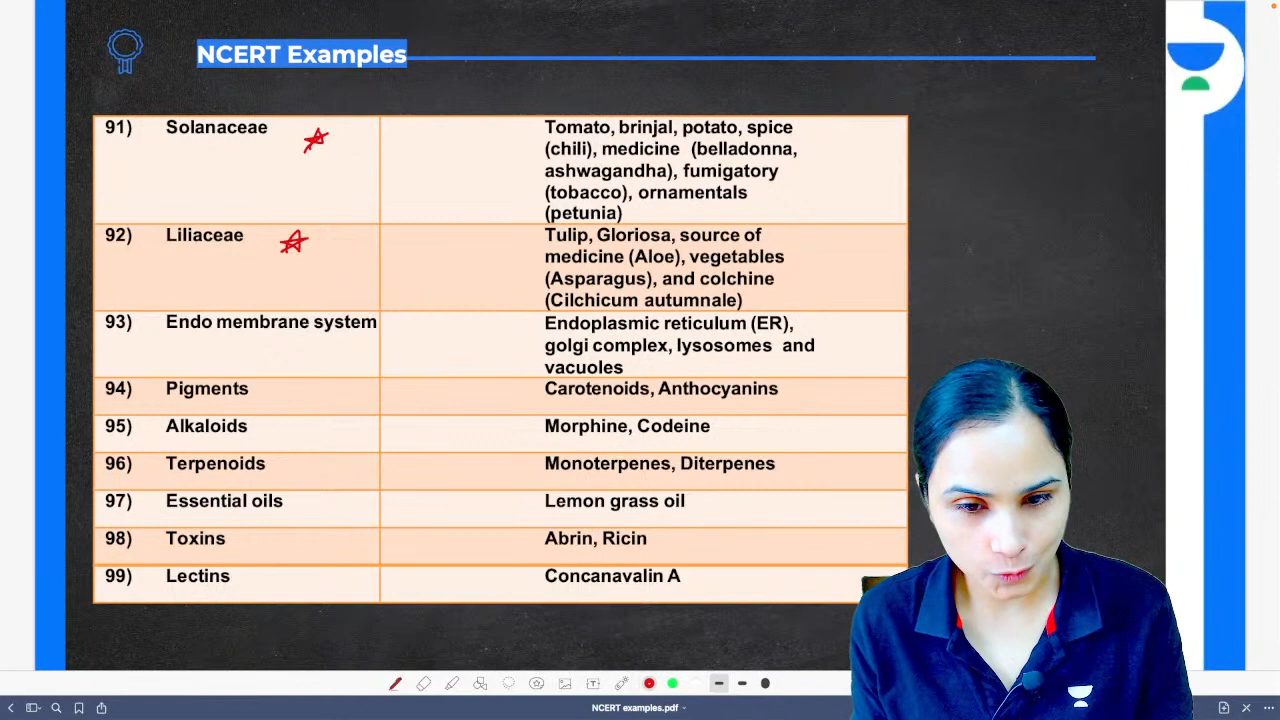 NCERT Examples
91) Solanaceae Tomato, brinjal, potato, spice
(chili), medicine (belladonna,
ashwagandha), fumigatory
(tobacco), ornamentals
(petunia)
92) Liliaceae Tulip, Gloriosa, source of
medicine (Aloe), vegetables
(Asparagus), and colchine
(Cilchicum autumnale)
93) Endo membrane system Endoplasmic reticulum (ER),
golgi complex, lysosomes and
vacuoles
94) Pigments Carotenoids, Anthocyanins
95) Alkaloids Morphine, Codeine
96) Terpenoids Monoterpenes, Diterpenes
97) Essential oils Lemon grass oil
98) Toxins Abrin, Ricin
99) Lectins Concanavalin A
NCERT examples.pdf